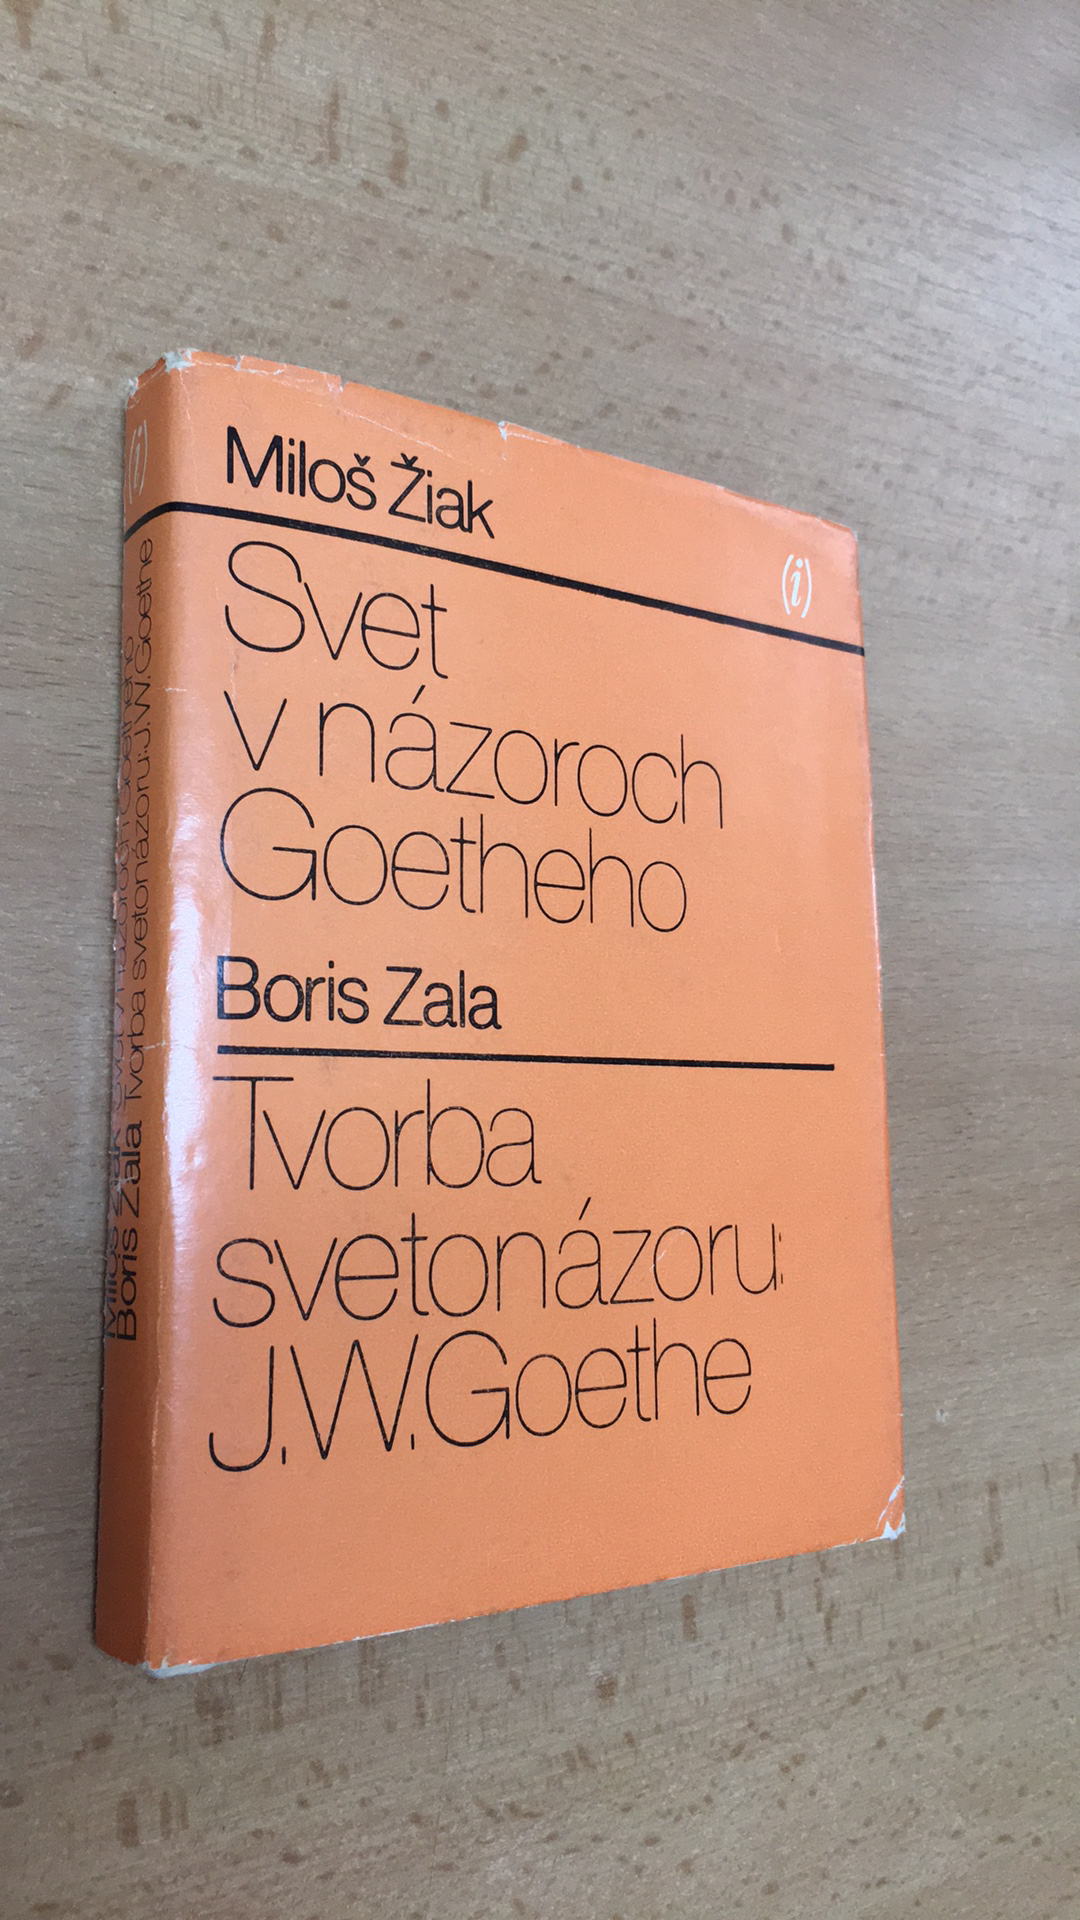 Miloš Žiak
(i)
Svet
v názoroch
Goetheho
Boris Zala
Tvorba
svetonázoru:
J.W.Goethe
(i)
Miloš Žiak Svet v názoroch Goetheho
Boris Zala Tvorba svetonázoru:J.W.Goethe